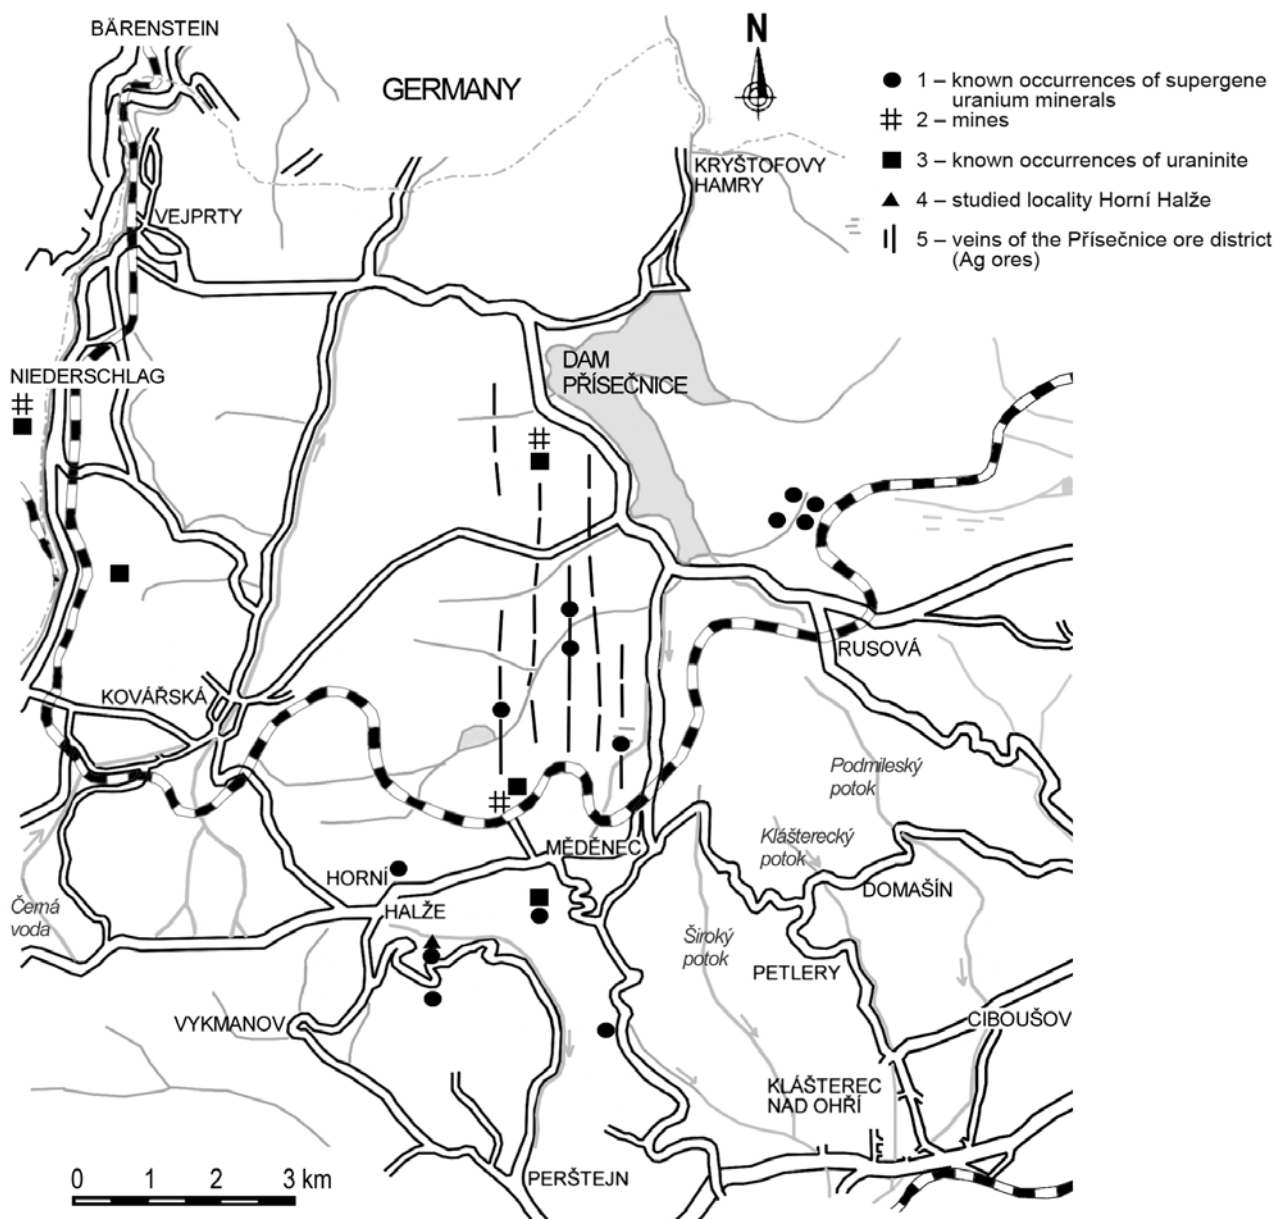 BÄRENSTEIN
N
GERMANY
1 – known occurrences of supergene
uranium minerals
2 – mines
3 – known occurrences of uraninite
4 – studied locality Horní Halže
5 – veins of the Přísečnice ore district
(Ag ores)
KRYŠTOFOVY
HAMRY
VEJPRTY
DAM
PŘÍSEČNICE
NIEDERSCHLAG
RUSOVÁ
KOVÁŘSKÁ
Podmileský
potok
Klášterecký
potok
MĚDĚNEC
HORNÍ
HALŽE
DOMAŠÍN
Černá
voda
Široký
potok
PETLERY
VYKMANOV
CIBOUŠOV
KLÁŠTEREC
NAD OHŘÍ
PERŠTEJN
0 1 2 3 km